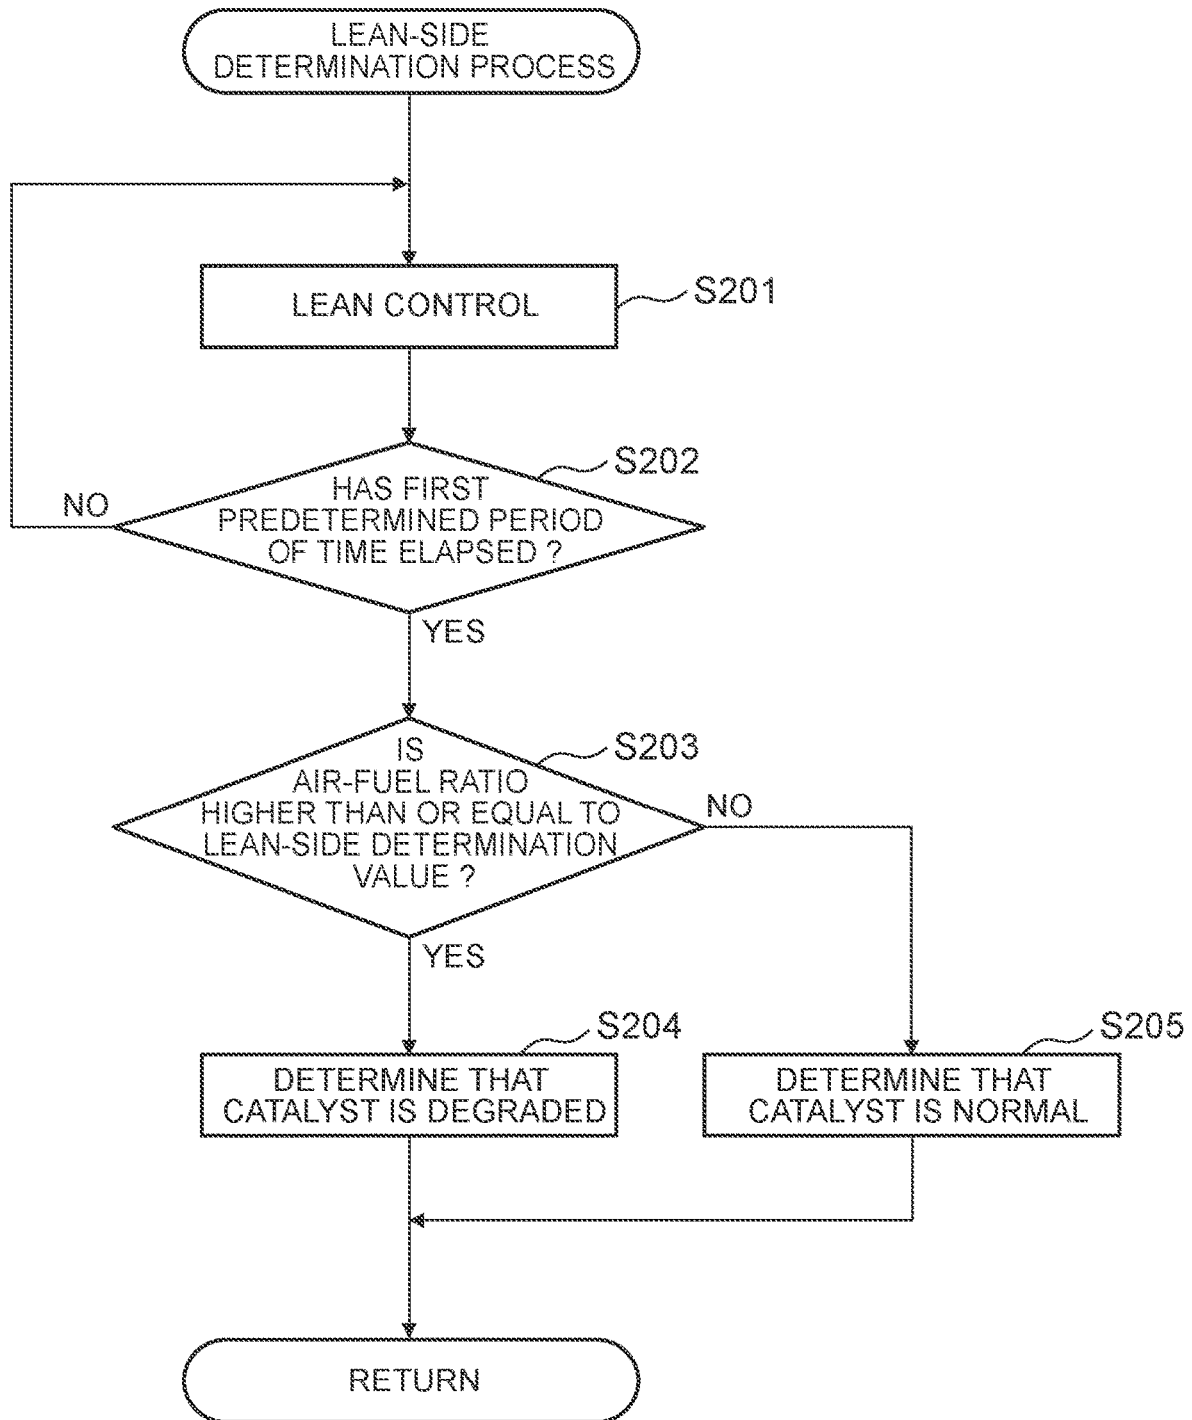 LEAN-SIDE
DETERMINATION PROCESS
LEAN CONTROL
S201
S202
HAS FIRST
PREDETERMINED PERIOD
OF TIME ELAPSED ?
NO
YES
S203
IS
AIR-FUEL RATIO
HIGHER THAN OR EQUAL TO
LEAN-SIDE DETERMINATION
VALUE ?
NO
YES
S204
DETERMINE THAT
CATALYST IS DEGRADED
S205
DETERMINE THAT
CATALYST IS NORMAL
RETURN